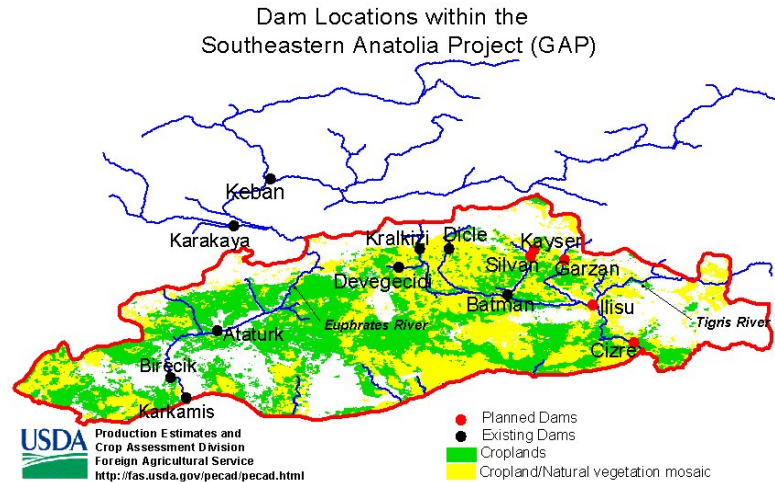 Dam Locations within the
Southeastern Anatolia Project (GAP)
Keban
Karakaya
Kralkizi
Dicle
Kayser
Silvan
Garzan
Devegecidi
Batman
Ilisu
Ataturk
Euphrates River
Tigris River
Cizre
Birecik
Karkamis
Planned Dams
Existing Dams
Croplands
Cropland/Natural vegetation mosaic
USDA
Production Estimates and
Crop Assessment Division
Foreign Agricultural Service
http://fas.usda.gov/pecad/pecad.html